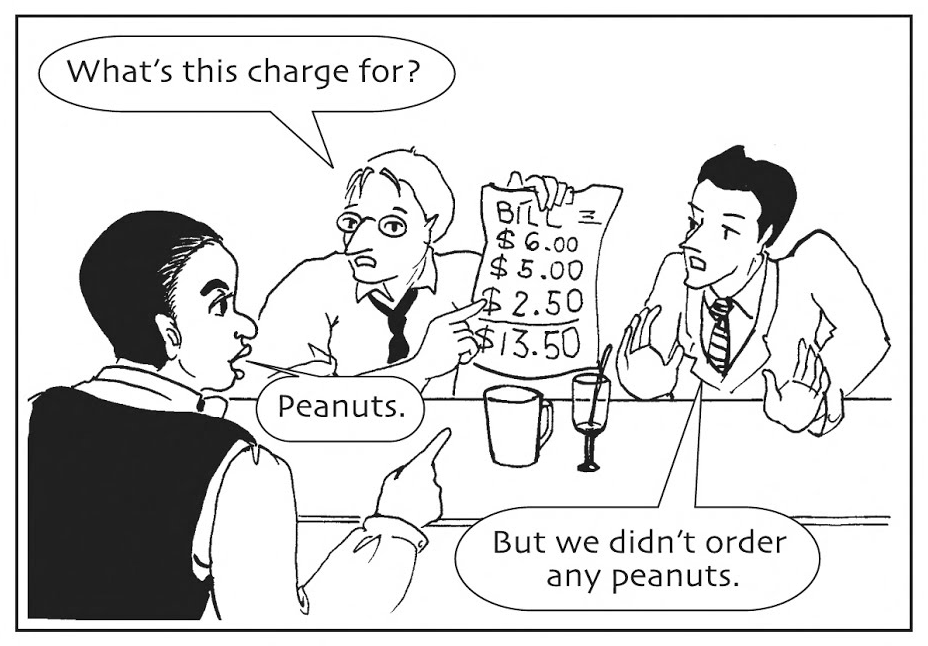 What's this charge for?
BILL
$6.00
$5.00
$2.50
$13.50
Peanuts.
But we didn't order
any peanuts.